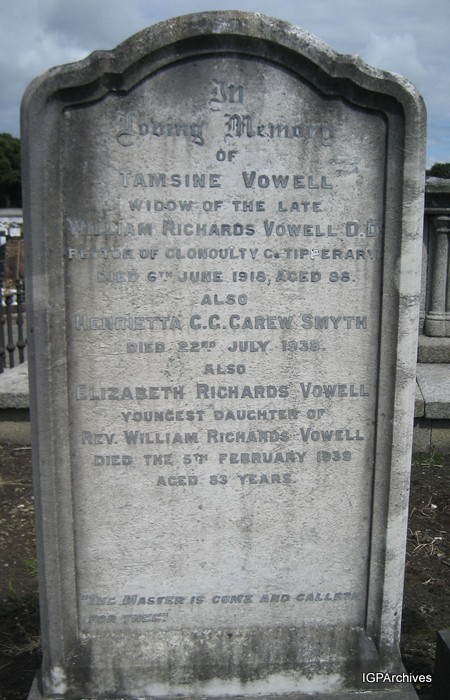 In
Loving Memory
OF
TAMSINE VOWELL
WIDOW OF THE LATE
WILLIAM RICHARDS VOWELL D.D
RECTOR OF CLONOULTY CO. TIPPERARY
DIED 6TH JUNE 1918, AGED 86.
ALSO
HENRIETTA C.G. CAREW SMYTH
DIED 22ND JULY 1938.
ALSO
ELIZABETH RICHARDS VOWELL
YOUNGEST DAUGHTER OF
REV. WILLIAM RICHARDS VOWELL
DIED THE 5TH FEBRUARY 1939
AGED 83 YEARS.
"THE MASTER IS COME AND CALLETH
FOR THEE."
IGPArchives